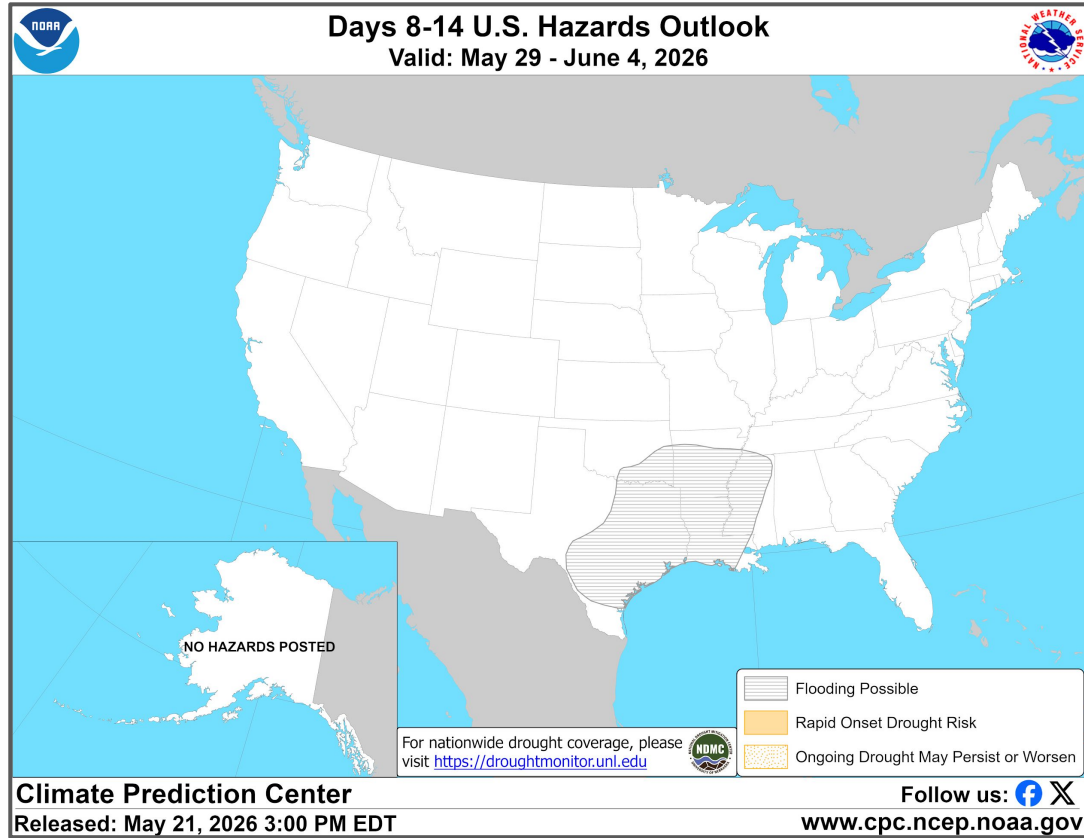 NOAA
Days 8-14 U.S. Hazards Outlook
Valid: May 29 - June 4, 2026
NATIONAL WEATHER SERVICE
NO HAZARDS POSTED
Flooding Possible
Rapid Onset Drought Risk
Ongoing Drought May Persist or Worsen
For nationwide drought coverage, please
visit https://droughtmonitor.unl.edu
NDMC
Climate Prediction Center
Follow us:
Released: May 21, 2026 3:00 PM EDT
www.cpc.ncep.noaa.gov